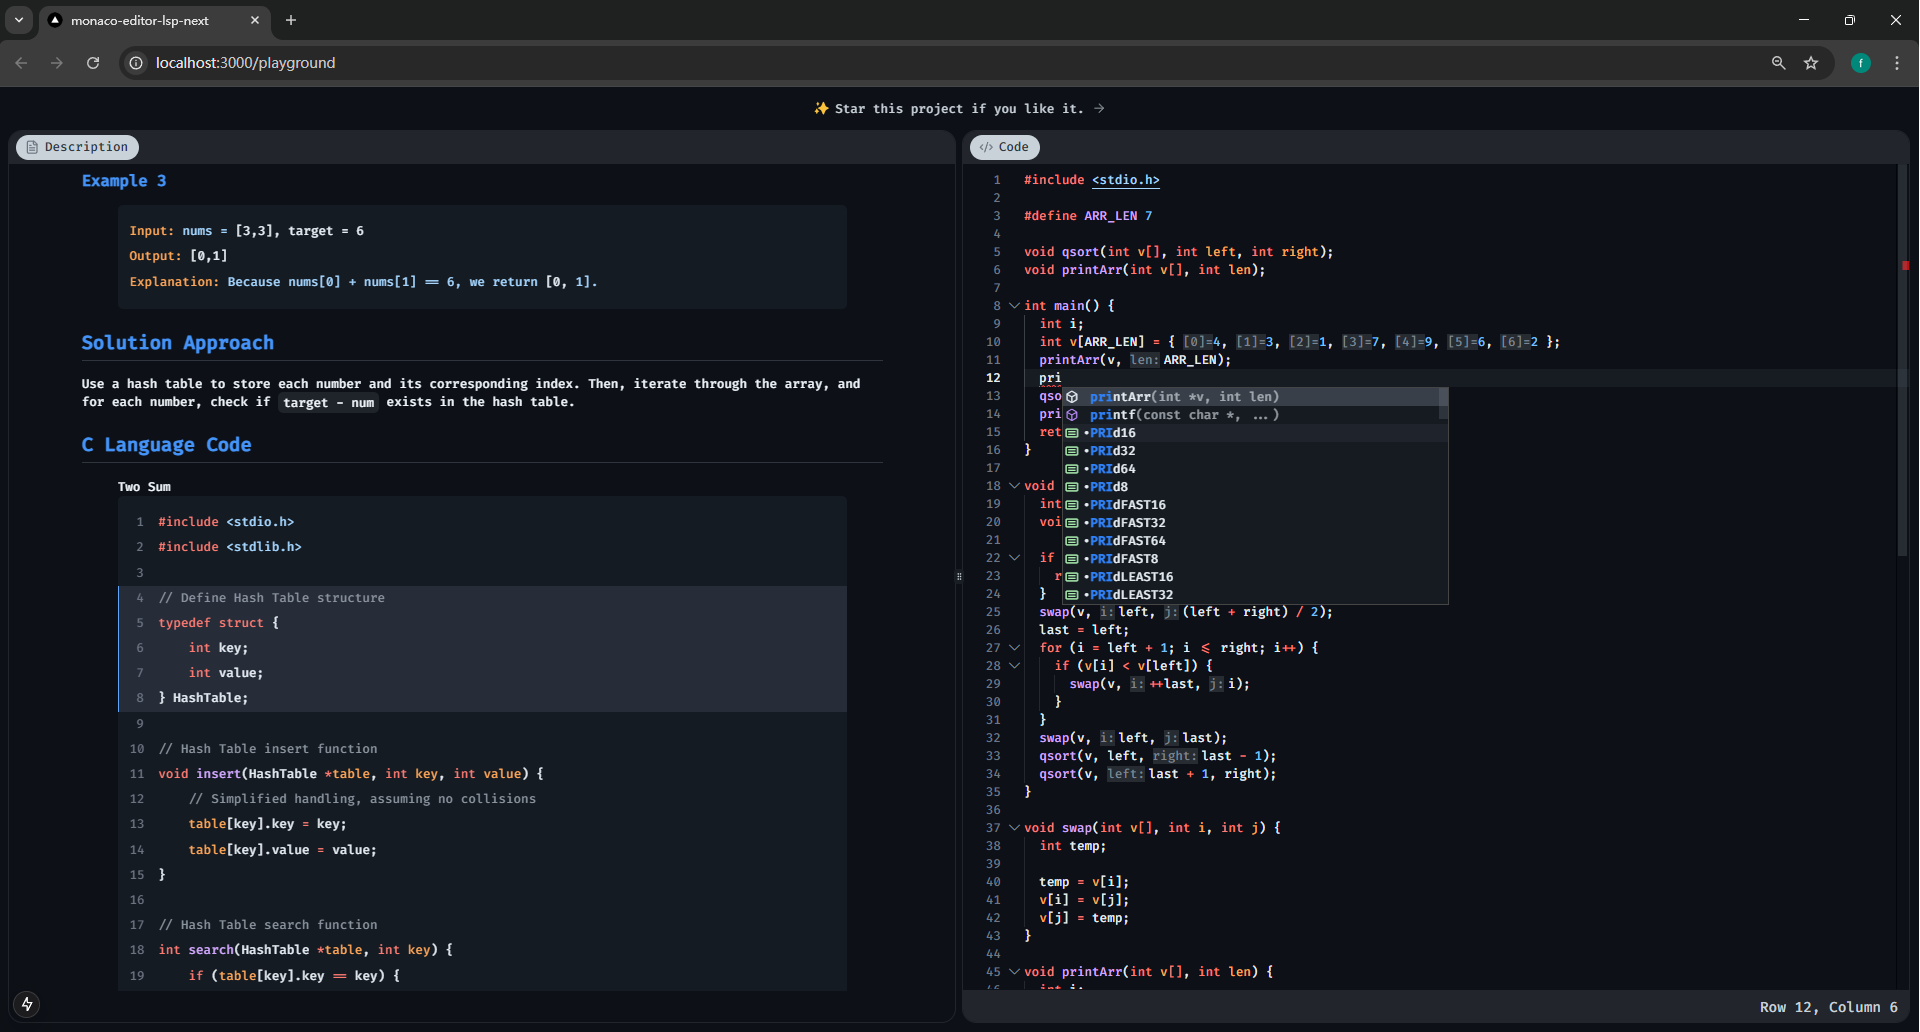 monaco-editor-lsp-next
localhost:3000/playground
f
✨ Star this project if you like it. →
Description
Example 3
Input: nums = [3,3], target = 6
Output: [0,1]
Explanation: Because nums[0] + nums[1] == 6, we return [0, 1].
Solution Approach
Use a hash table to store each number and its corresponding index. Then, iterate through the array, and
for each number, check if target - num exists in the hash table.
C Language Code
Two Sum
1 #include <stdio.h>
2 #include <stdlib.h>
3
4 // Define Hash Table structure
5 typedef struct {
6 int key;
7 int value;
8 } HashTable;
9
10 // Hash Table insert function
11 void insert(HashTable *table, int key, int value) {
12 // Simplified handling, assuming no collisions
13 table[key].key = key;
14 table[key].value = value;
15 }
16
17 // Hash Table search function
18 int search(HashTable *table, int key) {
19 if (table[key].key == key) {
</> Code
1 #include <stdio.h>
2
3 #define ARR_LEN 7
4
5 void qsort(int v[], int left, int right);
6 void printArr(int v[], int len);
7
8 int main() {
9 int i;
10 int v[ARR_LEN] = { [0]=4, [1]=3, [2]=1, [3]=7, [4]=9, [5]=6, [6]=2 };
11 printArr(v, len: ARR_LEN);
12 pri
13 qso
14 pri
15 ret
16 }
17
18 void
19 int
20 voi
21
22 if
23 r
24 }
printArr(int *v, int len)
printf(const char *, ...)
•PRId16
•PRId32
•PRId64
•PRId8
•PRIdFAST16
•PRIdFAST32
•PRIdFAST64
•PRIdFAST8
•PRIdLEAST16
•PRIdLEAST32
25 swap(v, i: left, j: (left + right) / 2);
26 last = left;
27 for (i = left + 1; i <= right; i++) {
28 if (v[i] < v[left]) {
29 swap(v, i: ++last, j: i);
30 }
31 }
32 swap(v, i: left, j: last);
33 qsort(v, left, right: last - 1);
34 qsort(v, left: last + 1, right);
35 }
36
37 void swap(int v[], int i, int j) {
38 int temp;
39
40 temp = v[i];
41 v[i] = v[j];
42 v[j] = temp;
43 }
44
45 void printArr(int v[], int len) {
46 int i;
Row 12, Column 6